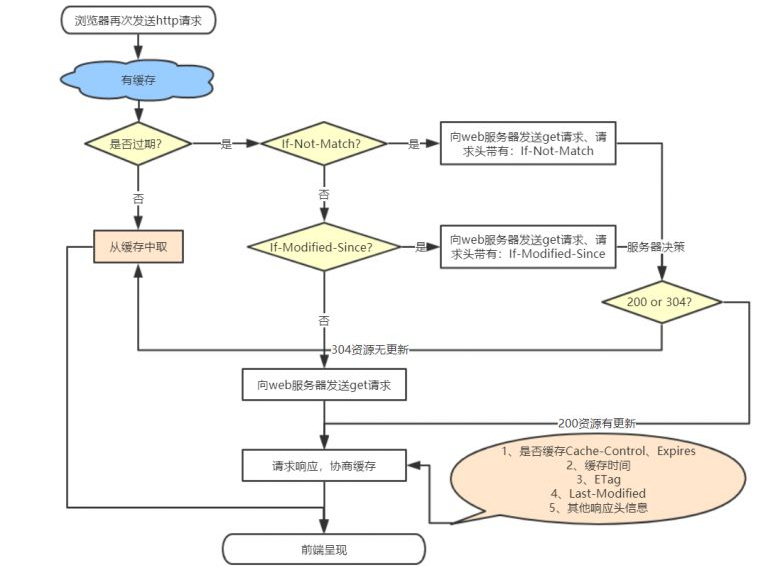 浏览器再次发送http请求
有缓存
是否过期?
是
If-Not-Match?
是
向web服务器发送get请求、请
求头带有：If-Not-Match
否
否
从缓存中取
If-Modified-Since?
是
向web服务器发送get请求、请
求头带有：If-Modified-Since
服务器决策
200 or 304?
否
304资源无更新
向web服务器发送get请求
200资源有更新
请求响应，协商缓存
1、是否缓存Cache-Control、Expires
2、缓存时间
3、ETag
4、Last-Modified
5、其他响应头信息
前端呈现